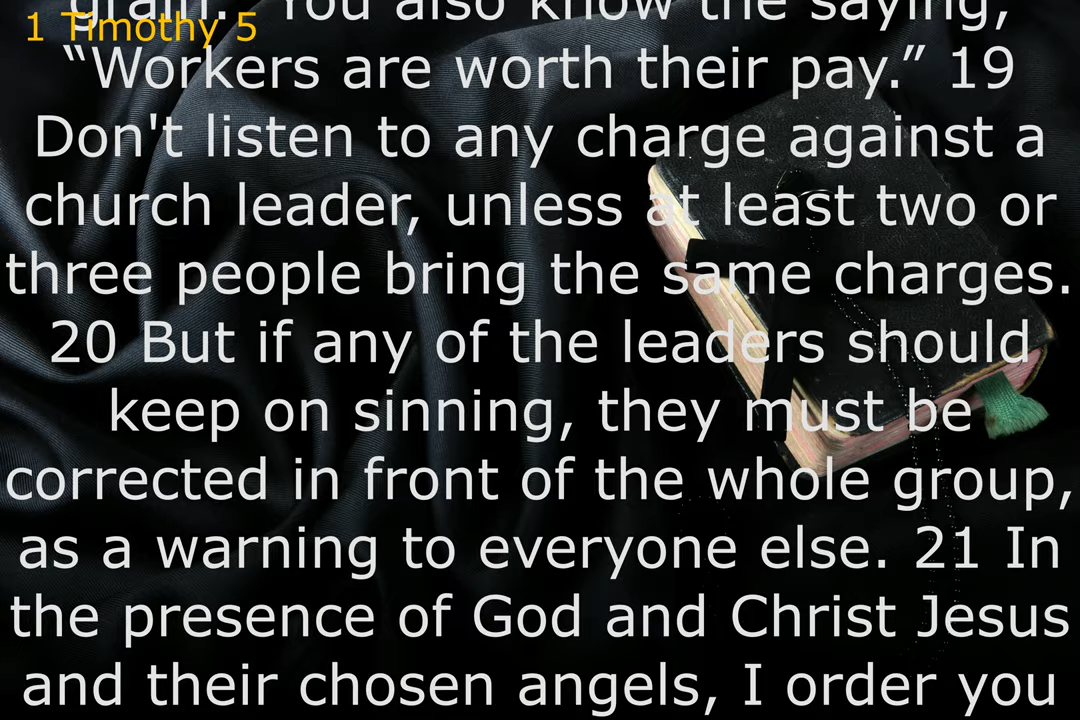 grain.” You also know the saying,
1 Timothy 5
“Workers are worth their pay.” 19
Don't listen to any charge against a
church leader, unless at least two or
three people bring the same charges.
20 But if any of the leaders should
keep on sinning, they must be
corrected in front of the whole group,
as a warning to everyone else. 21 In
the presence of God and Christ Jesus
and their chosen angels, I order you